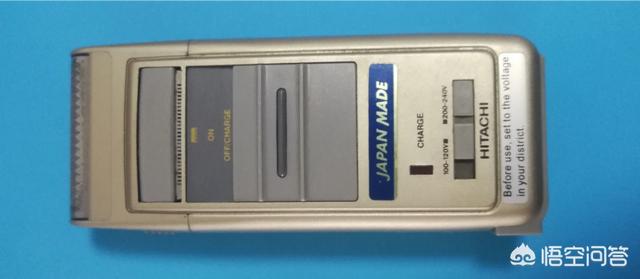 ON
OFF/CHARGE
JAPAN MADE
CHARGE
100-120V■ ■200-240V
HITACHI
Before use, set to the voltage
in your district.
悟空问答